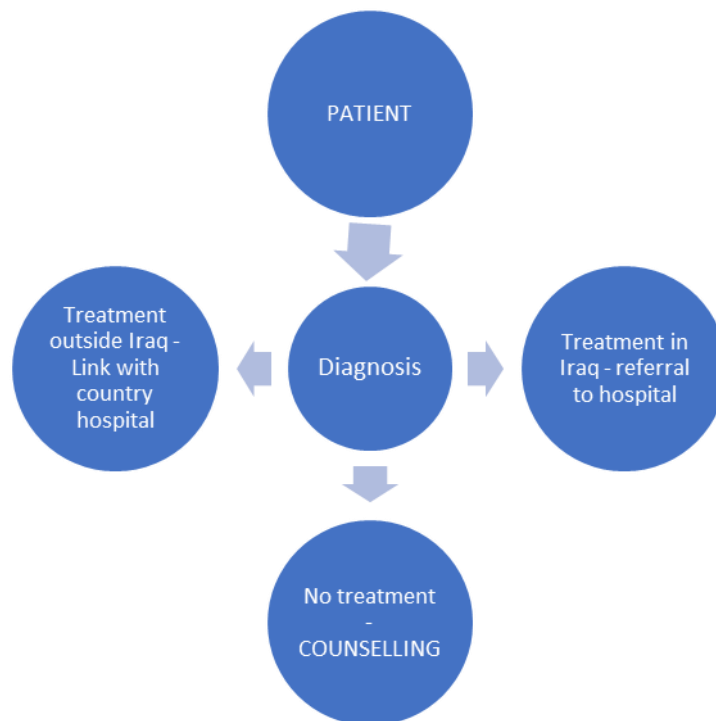 PATIENT
Treatment
outside Iraq -
Link with
country
hospital
Diagnosis
Treatment in
Iraq - referral
to hospital
No treatment
-
COUNSELLING